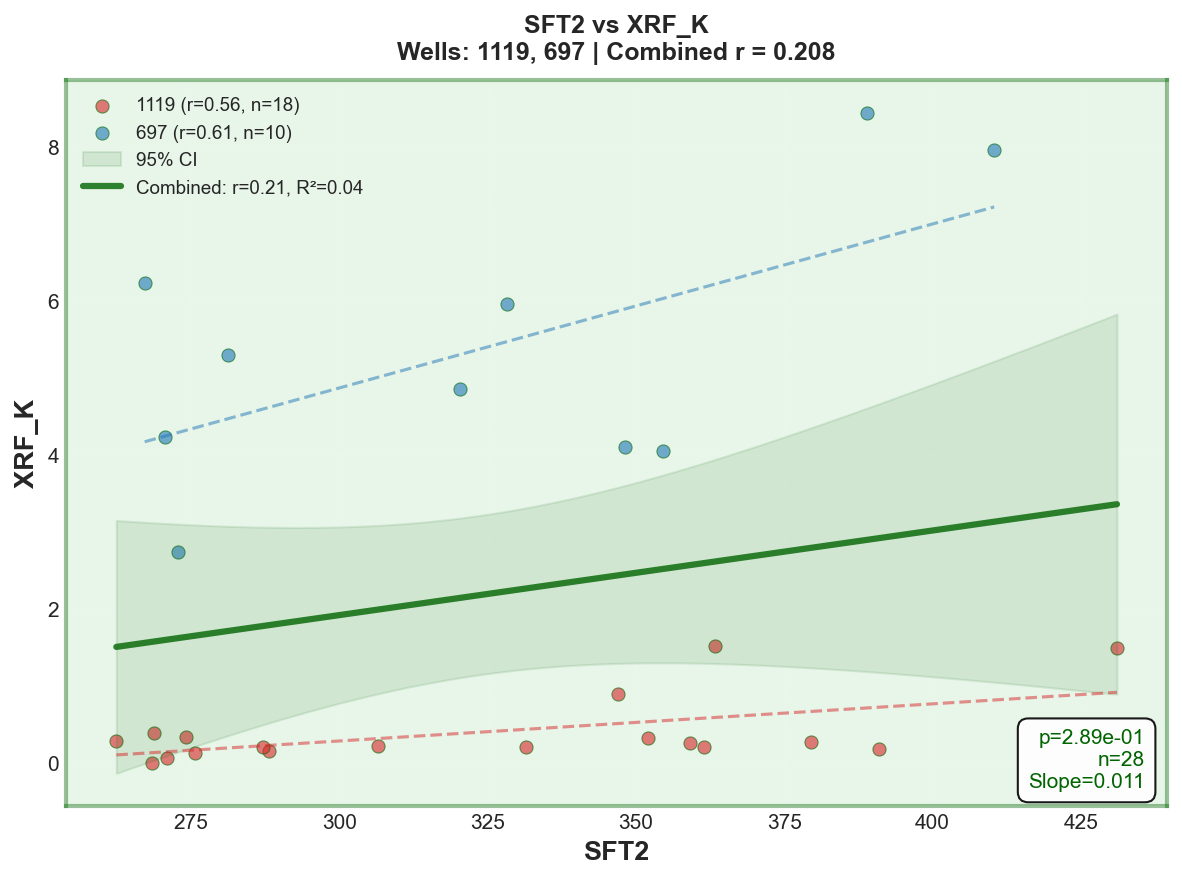 SFT2 vs XRF_K
Wells: 1119, 697 | Combined r = 0.208
1119 (r=0.56, n=18)
697 (r=0.61, n=10)
95% CI
Combined: r=0.21, R²=0.04
XRF_K
8
6
4
2
0
p=2.89e-01
n=28
Slope=0.011
275
300
325
350
375
400
425
SFT2